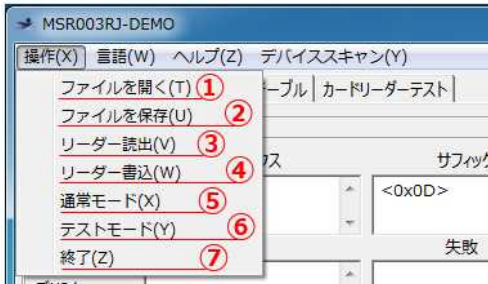 MSR003RJ-DEMO
操作(X) 言語(W) ヘルプ(Z) デバイススキャン(Y)
ファイルを開く(T) ①
ーブル カードリーダーテスト
ファイルを保存(U) ②
リーダー読出(V) ③
クス サフィック
リーダー書込(W) ④
<0x0D>
通常モード(X) ⑤
テストモード(Y) ⑥
失敗
終了(Z) ⑦